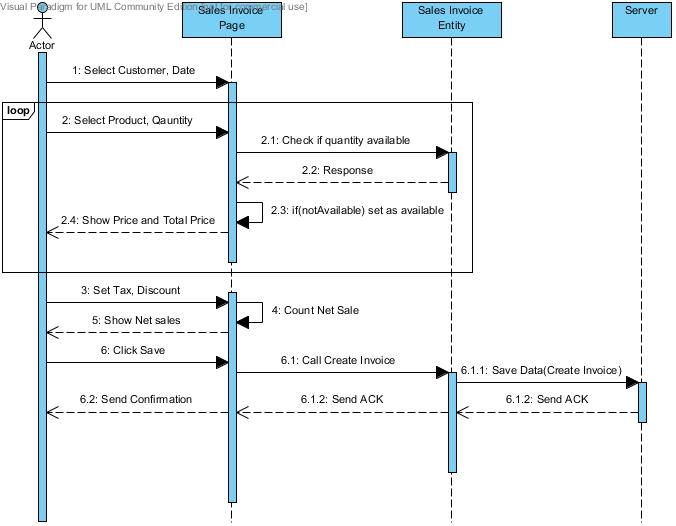 Visual Paradigm for UML Community Edition [not for commercial use]
Sales Invoice
Page
Sales Invoice
Entity
Server
Actor
1: Select Customer, Date
loop
2: Select Product, Qauntity
2.1: Check if quantity available
2.2: Response
2.3: if(notAvailable) set as available
2.4: Show Price and Total Price
3: Set Tax, Discount
4: Count Net Sale
5: Show Net sales
6: Click Save
6.1: Call Create Invoice
6.1.1: Save Data(Create Invoice)
6.2: Send Confirmation
6.1.2: Send ACK
6.1.2: Send ACK